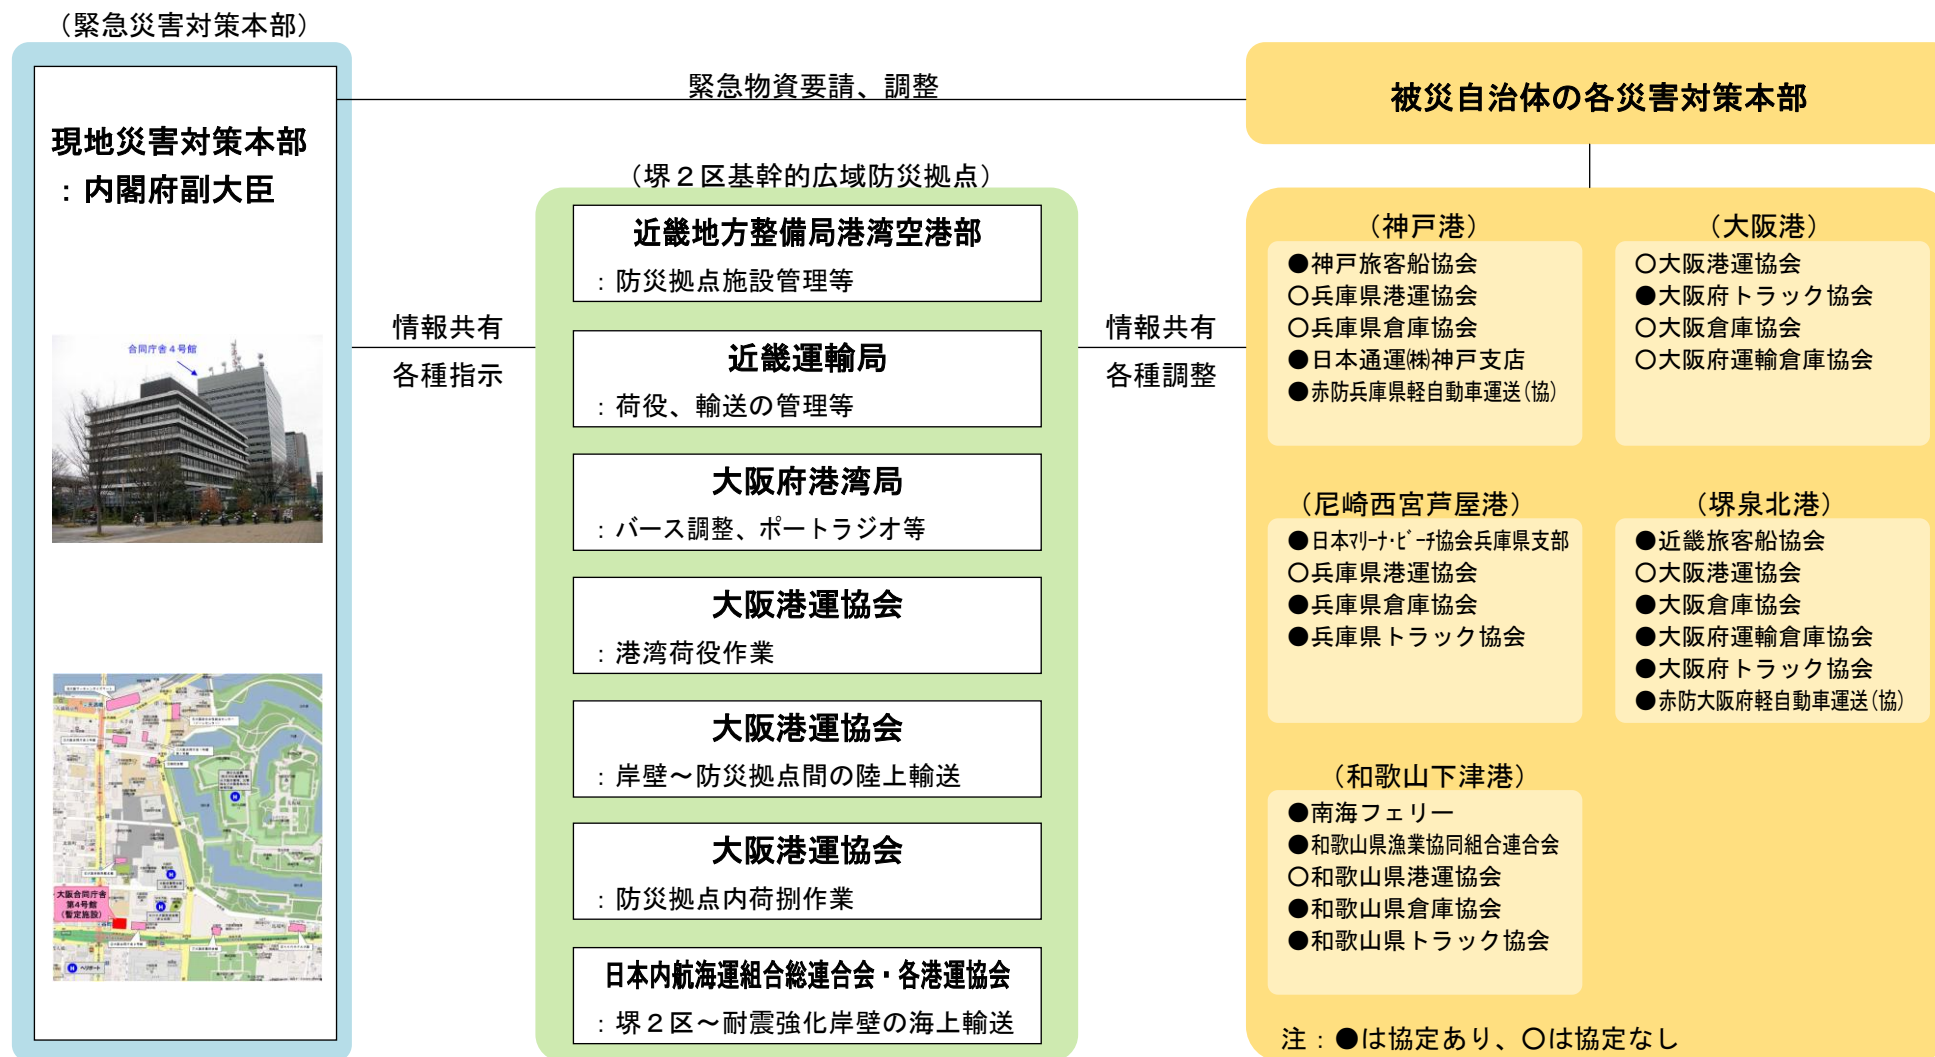 （緊急災害対策本部）
現地災害対策本部
：内閣府副大臣
合同庁舎４号館
大阪合同庁舎
第4号館
（暫定施設）
ヘリポート
緊急物資要請、調整
情報共有
各種指示
（堺２区基幹的広域防災拠点）
近畿地方整備局港湾空港部
：防災拠点施設管理等
近畿運輸局
：荷役、輸送の管理等
大阪府港湾局
：バース調整、ポートラジオ等
大阪港運協会
：港湾荷役作業
大阪港運協会
：岸壁～防災拠点間の陸上輸送
大阪港運協会
：防災拠点内荷捌作業
日本内航海運組合総連合会・各港運協会
：堺２区～耐震強化岸壁の海上輸送
情報共有
各種調整
被災自治体の各災害対策本部
（神戸港）
●神戸旅客船協会
○兵庫県港運協会
○兵庫県倉庫協会
●日本通運㈱神戸支店
●赤防兵庫県軽自動車運送(協)
（大阪港）
○大阪港運協会
●大阪府トラック協会
○大阪倉庫協会
○大阪府運輸倉庫協会
（尼崎西宮芦屋港）
●日本ﾏﾘｰﾅ･ﾋﾞｰﾁ協会兵庫県支部
○兵庫県港運協会
●兵庫県倉庫協会
●兵庫県トラック協会
（堺泉北港）
●近畿旅客船協会
○大阪港運協会
●大阪倉庫協会
●大阪府運輸倉庫協会
●大阪府トラック協会
●赤防大阪府軽自動車運送(協)
（和歌山下津港）
●南海フェリー
●和歌山県漁業協同組合連合会
○和歌山県港運協会
●和歌山県倉庫協会
●和歌山県トラック協会
注：●は協定あり、○は協定なし